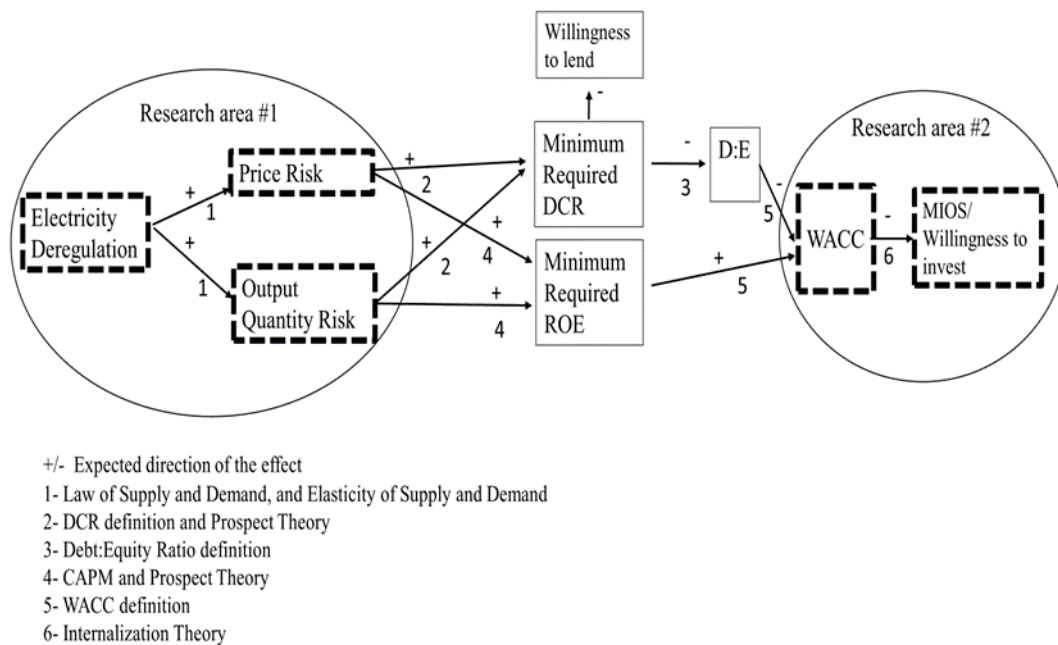 Willingness
to lend
-
Research area #1
Research area #2
Minimum
Required
DCR
-
3
D:E
-
5
Price Risk
+
2
+
1
Electricity
Deregulation
+
1
+
4
+
2
WACC
-
6
MIOS/
Willingness to
invest
Output
Quantity Risk
+
4
Minimum
Required
ROE
+
5
+/- Expected direction of the effect
1- Law of Supply and Demand, and Elasticity of Supply and Demand
2- DCR definition and Prospect Theory
3- Debt:Equity Ratio definition
4- CAPM and Prospect Theory
5- WACC definition
6- Internalization Theory